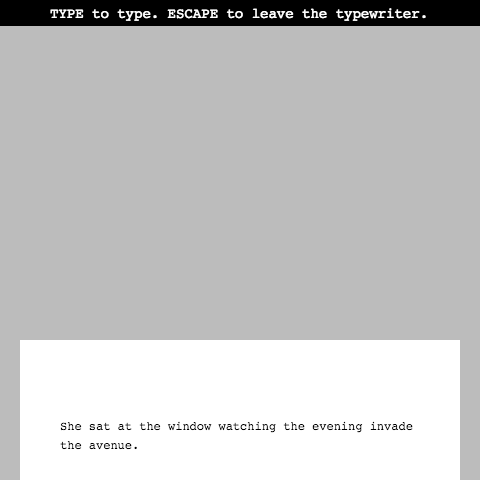 TYPE to type. ESCAPE to leave the typewriter.
She sat at the window watching the evening invade
the avenue.